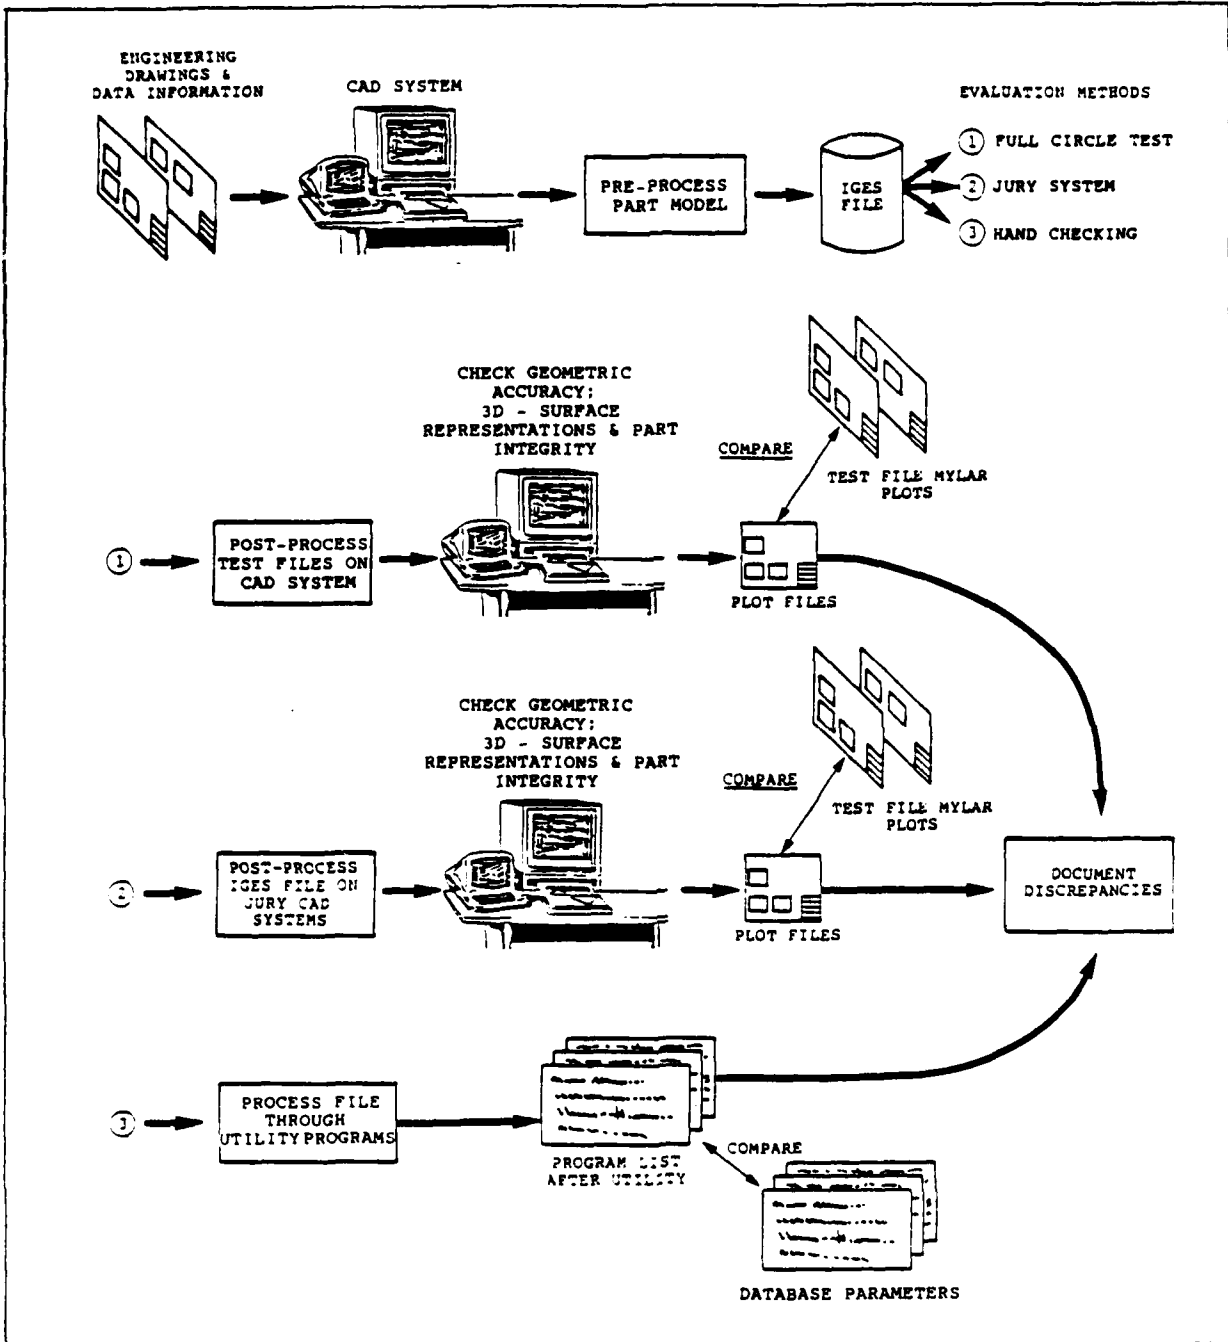 ENGINEERING
DRAWINGS &
DATA INFORMATION
CAD SYSTEM
PRE-PROCESS
PART MODEL
IGES
FILE
EVALUATION METHODS
1 FULL CIRCLE TEST
2 JURY SYSTEM
3 HAND CHECKING
CHECK GEOMETRIC
ACCURACY:
3D - SURFACE
REPRESENTATIONS & PART
INTEGRITY
COMPARE
TEST FILE MYLAR
PLOTS
1
POST-PROCESS
TEST FILES ON
CAD SYSTEM
PLOT FILES
CHECK GEOMETRIC
ACCURACY:
3D - SURFACE
REPRESENTATIONS & PART
INTEGRITY
COMPARE
TEST FILE MYLAR
PLOTS
2
POST-PROCESS
IGES FILE ON
JURY CAD
SYSTEMS
PLOT FILES
DOCUMENT
DISCREPANCIES
3
PROCESS FILE
THROUGH
UTILITY PROGRAMS
PROGRAM LIST
AFTER UTILITY
COMPARE
DATABASE PARAMETERS